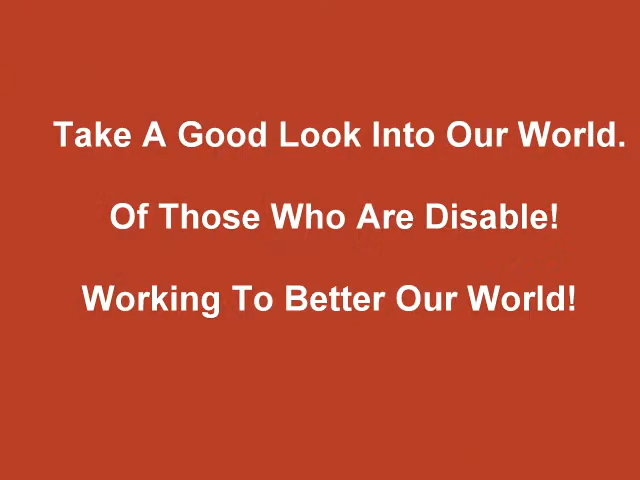 Take A Good Look Into Our World.
Of Those Who Are Disable!
Working To Better Our World!